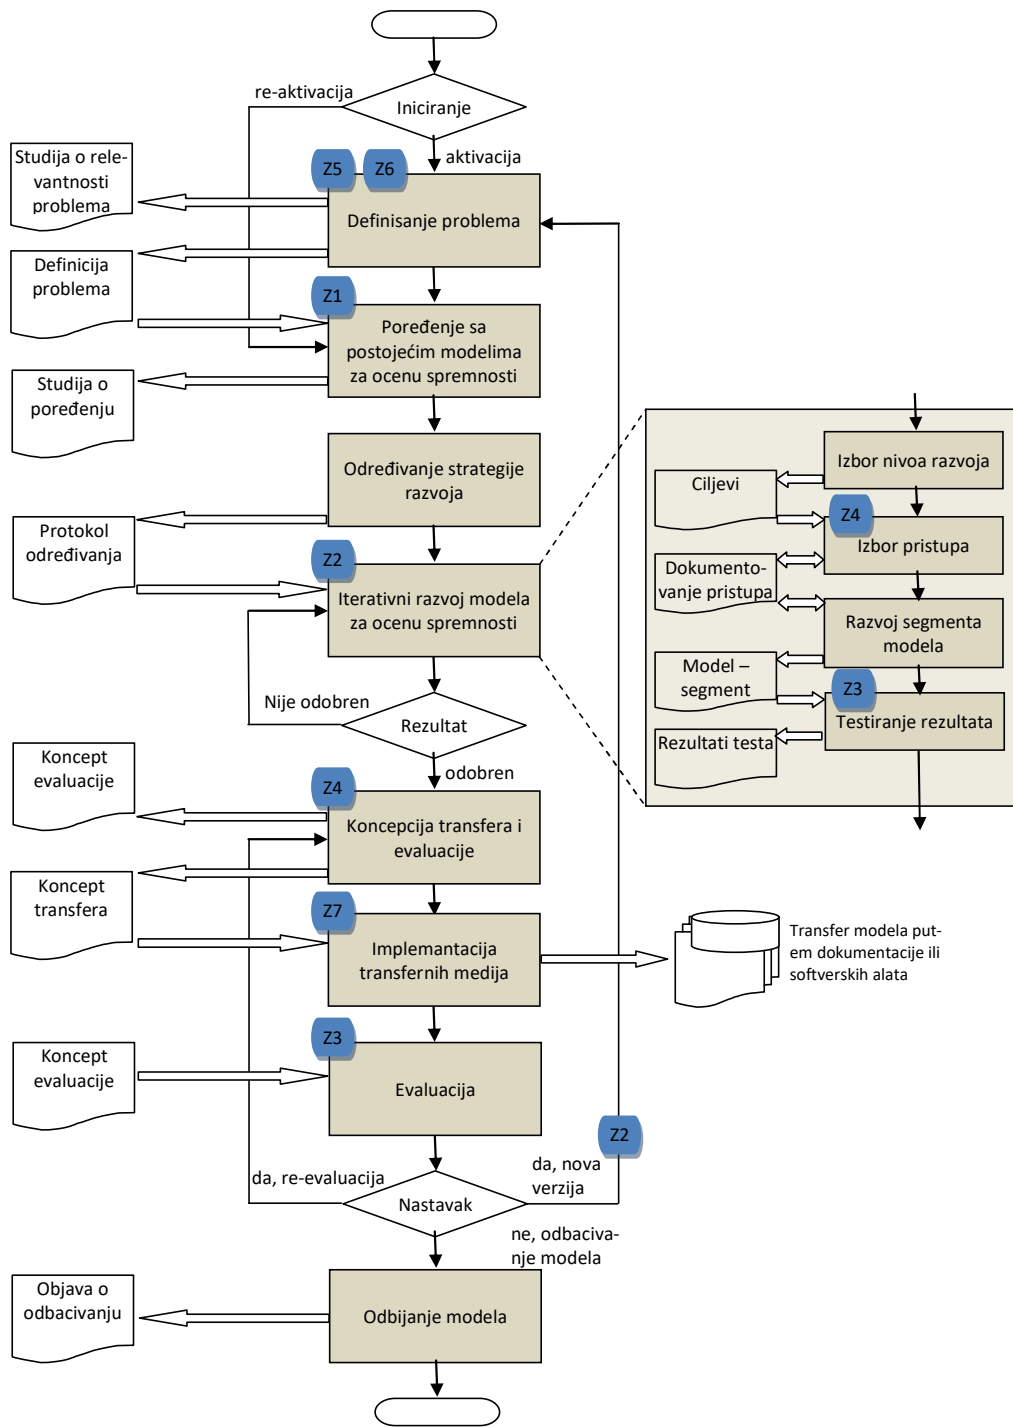 Iniciranje
re-aktivacija
aktivacija
Studija o rele-
vantnosti
problema
Z5
Z6
Definisanje problema
Definicija
problema
Z1
Poređenje sa
postojećim modelima
za ocenu spremnosti
Studija o
poređenju
Određivanje strategije
razvoja
Protokol
određivanja
Z2
Iterativni razvoj modela
za ocenu spremnosti
Nije odobren
Rezultat
odobren
Izbor nivoa razvoja
Ciljevi
Z4
Izbor pristupa
Dokumento-
vanje pristupa
Razvoj segmenta
modela
Model –
segment
Z3
Testiranje rezultata
Rezultati testa
Koncept
evaluacije
Z4
Koncepcija transfera i
evaluacije
Koncept
transfera
Z7
Implemantacija
transfernih medija
Transfer modela put-
em dokumentacije ili
softverskih alata
Koncept
evaluacije
Z3
Evaluacija
Z2
da, re-evaluacija
da, nova
verzija
Nastavak
ne, odbaciva-
nje modela
Objava o
odbacivanju
Odbijanje modela